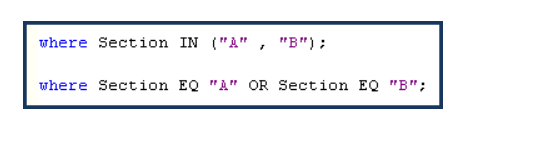 where Section IN ("A" , "B");
where Section EQ "A" OR Section EQ "B";